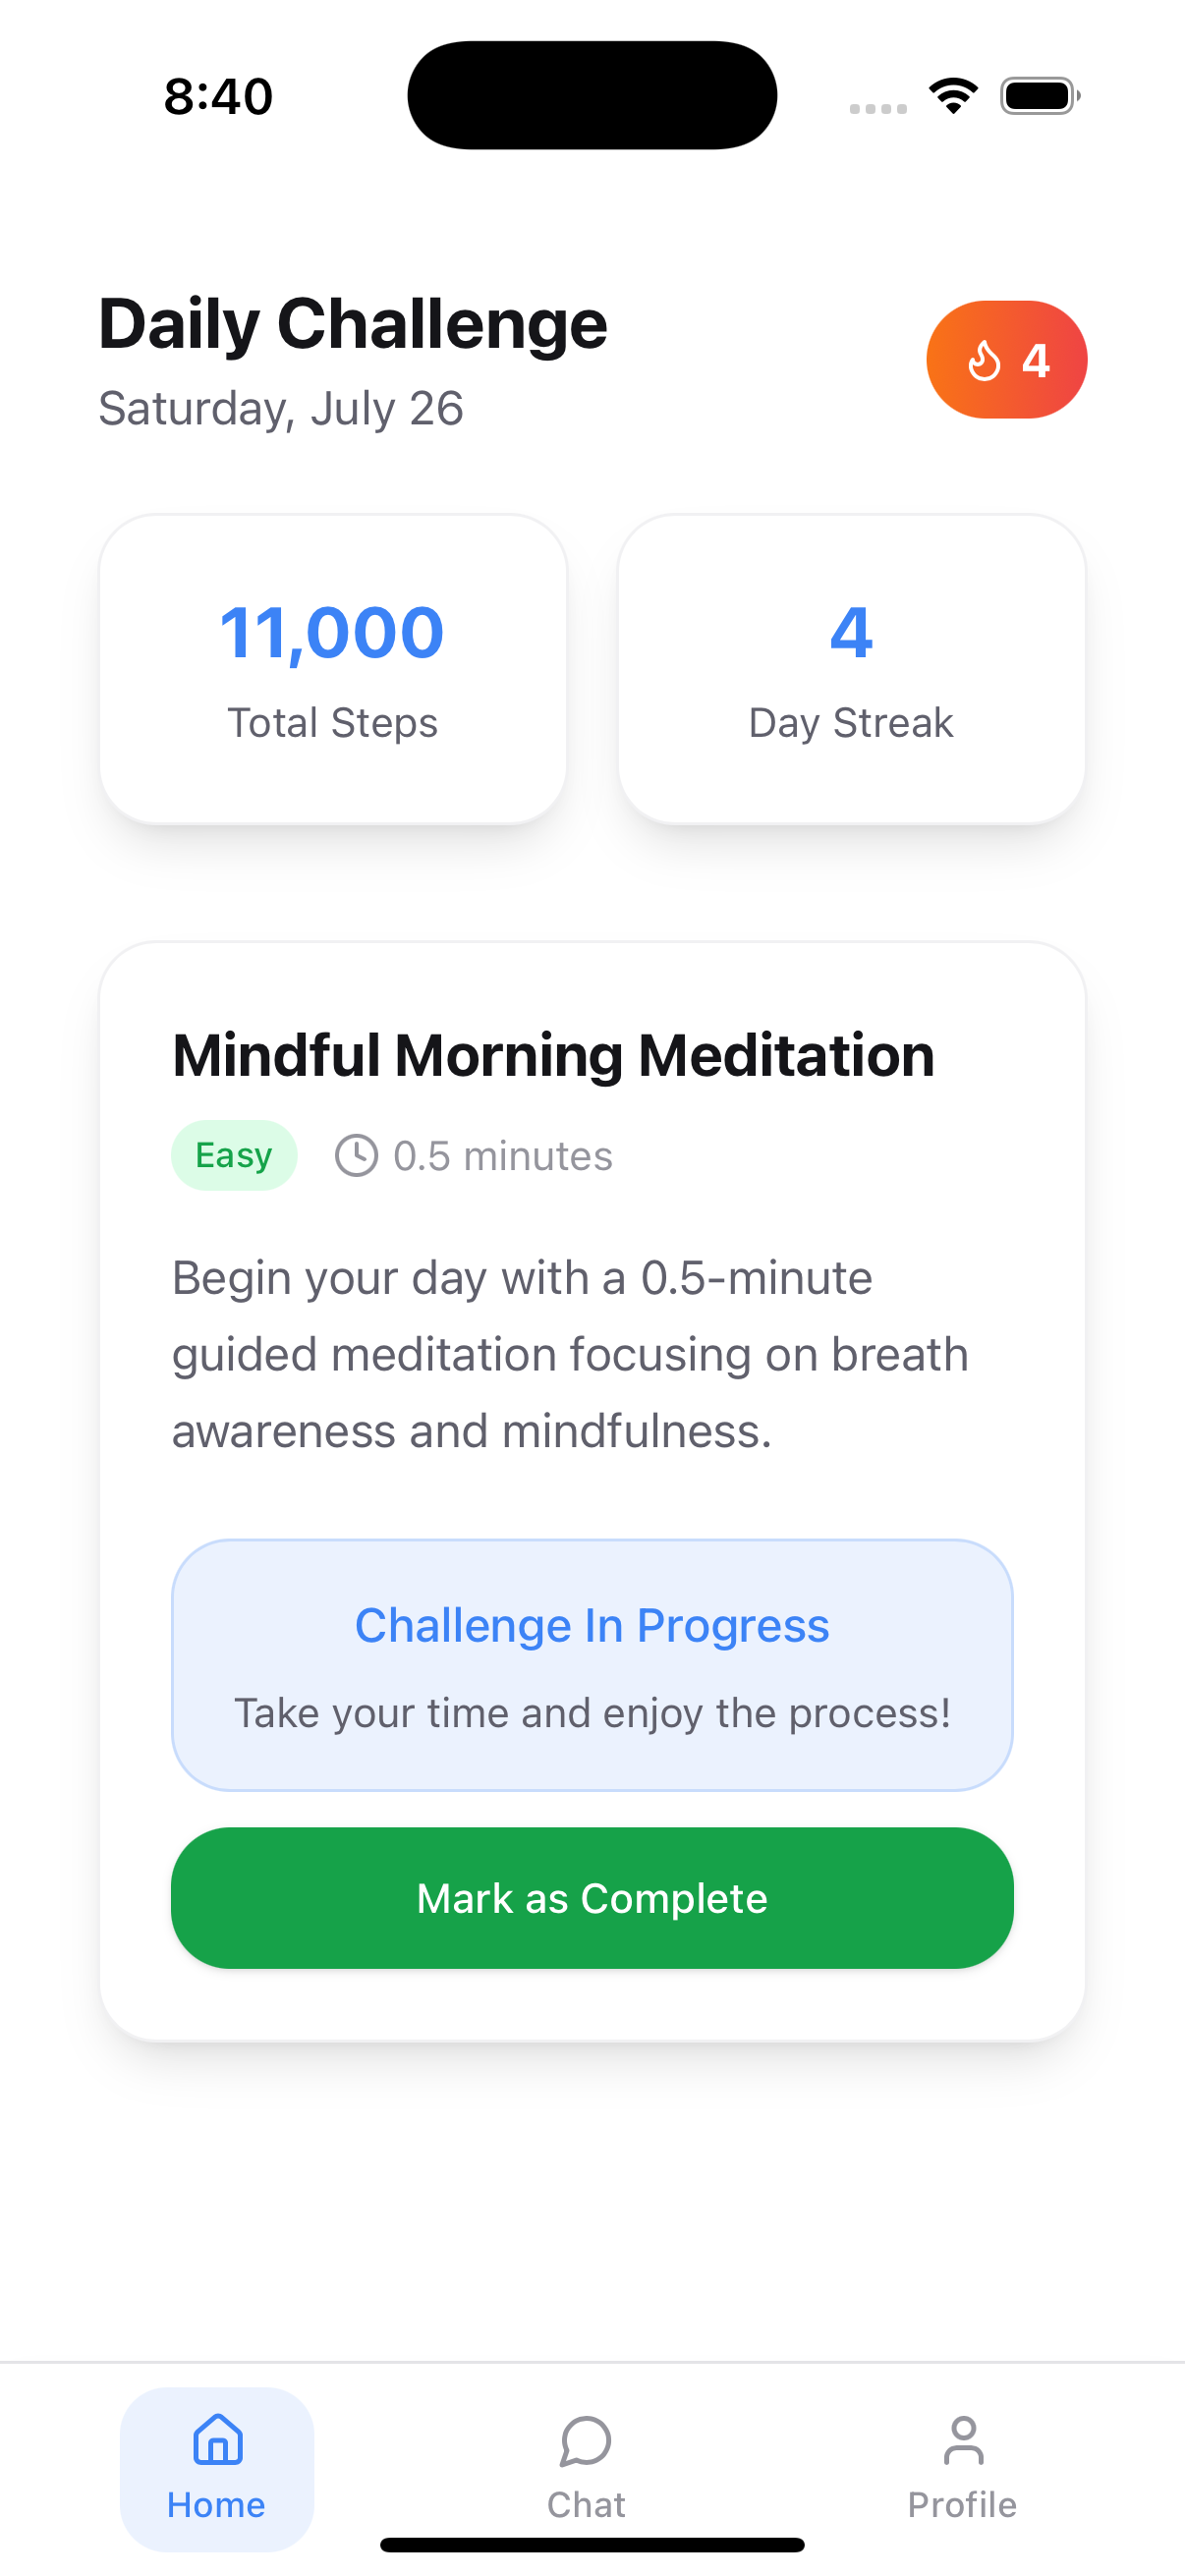 8:40
Daily Challenge
Saturday, July 26
4
11,000
Total Steps
4
Day Streak
Mindful Morning Meditation
Easy
0.5 minutes
Begin your day with a 0.5-minute
guided meditation focusing on breath
awareness and mindfulness.
Challenge In Progress
Take your time and enjoy the process!
Mark as Complete
Home
Chat
Profile